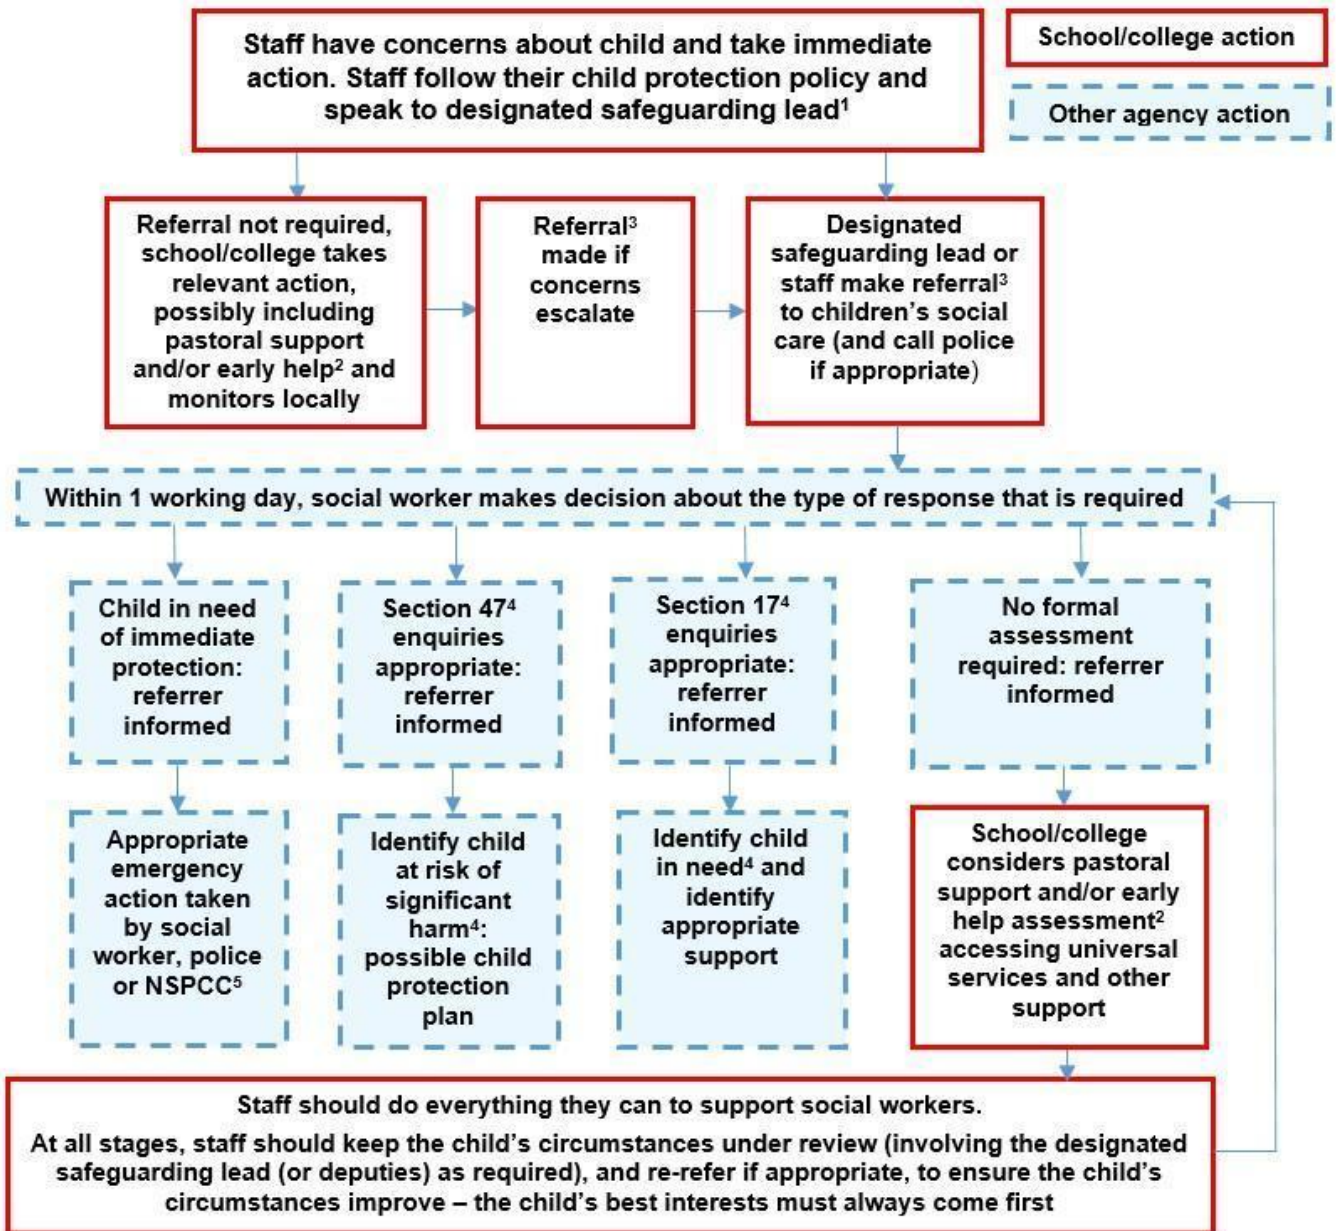 Staff have concerns about child and take immediate
action. Staff follow their child protection policy and
speak to designated safeguarding lead¹
School/college action
Other agency action
Referral not required,
school/college takes
relevant action,
possibly including
pastoral support
and/or early help² and
monitors locally
Referral³
made if
concerns
escalate
Designated
safeguarding lead or
staff make referral³
to children’s social
care (and call police
if appropriate)
Within 1 working day, social worker makes decision about the type of response that is required
Child in need
of immediate
protection:
referrer
informed
Section 47⁴
enquiries
appropriate:
referrer
informed
Section 17⁴
enquiries
appropriate:
referrer
informed
No formal
assessment
required: referrer
informed
Appropriate
emergency
action taken
by social
worker, police
or NSPCC⁵
Identify child
at risk of
significant
harm⁴:
possible child
protection
plan
Identify child
in need⁴ and
identify
appropriate
support
School/college
considers pastoral
support and/or early
help assessment²
accessing universal
services and other
support
Staff should do everything they can to support social workers.
At all stages, staff should keep the child’s circumstances under review (involving the designated
safeguarding lead (or deputies) as required), and re-refer if appropriate, to ensure the child’s
circumstances improve – the child’s best interests must always come first